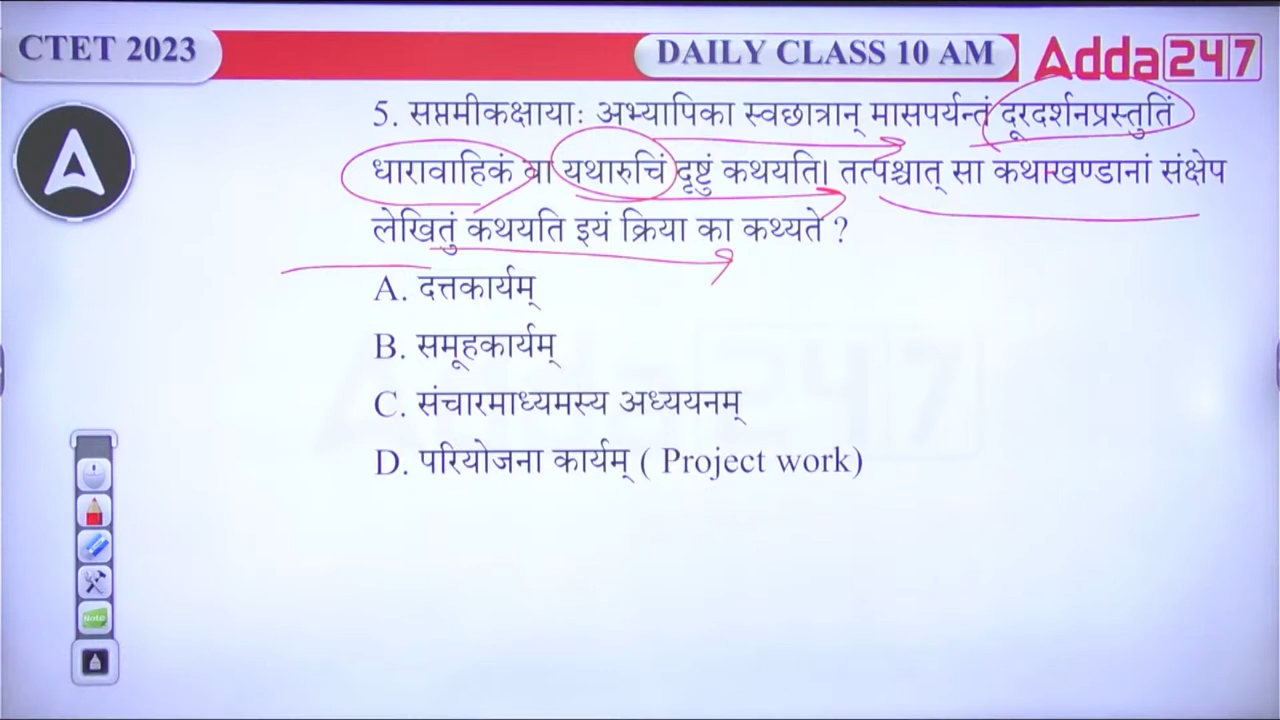 CTET 2023
DAILY CLASS 10 AM
Adda247
5. सप्तमीकक्षायाः अभ्यापिका स्वछात्रान् मासपर्यन्तं दूरदर्शनप्रस्तुतिं
धारावाहिकं वा यथारुचिं दृष्टुं कथयति। तत्पश्चात् सा कथाखण्डानां संक्षेप
लेखितुं कथयति इयं क्रिया का कथ्यते ?
A. दत्तकार्यम्
B. समूहकार्यम्
C. संचारमाध्यमस्य अध्ययनम्
D. परियोजना कार्यम् ( Project work)
Note